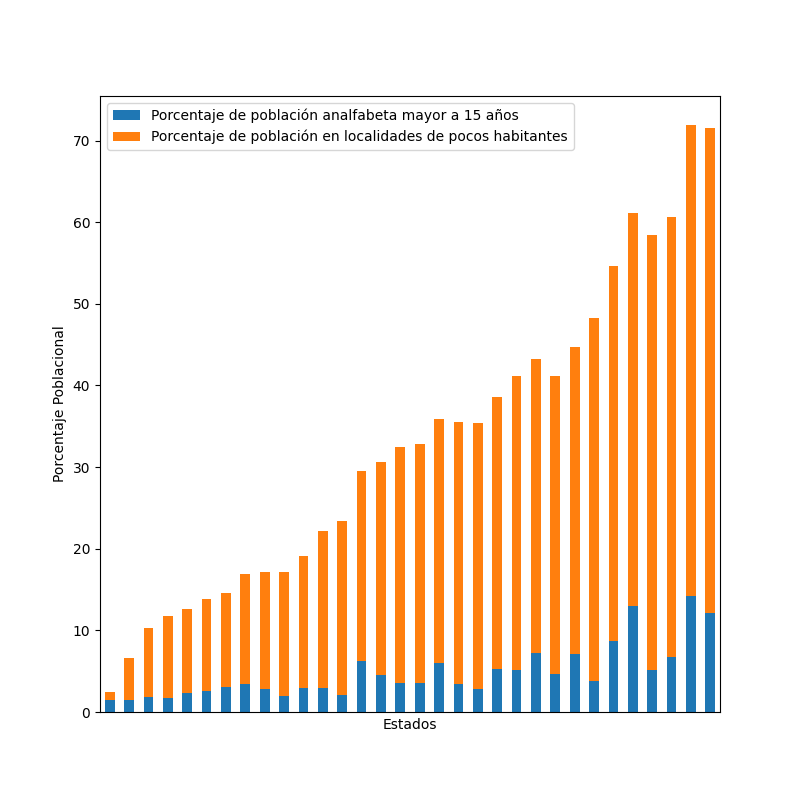 Porcentaje de población analfabeta mayor a 15 años
Porcentaje de población en localidades de pocos habitantes
70
60
50
40
30
20
10
0
Porcentaje Poblacional
Estados